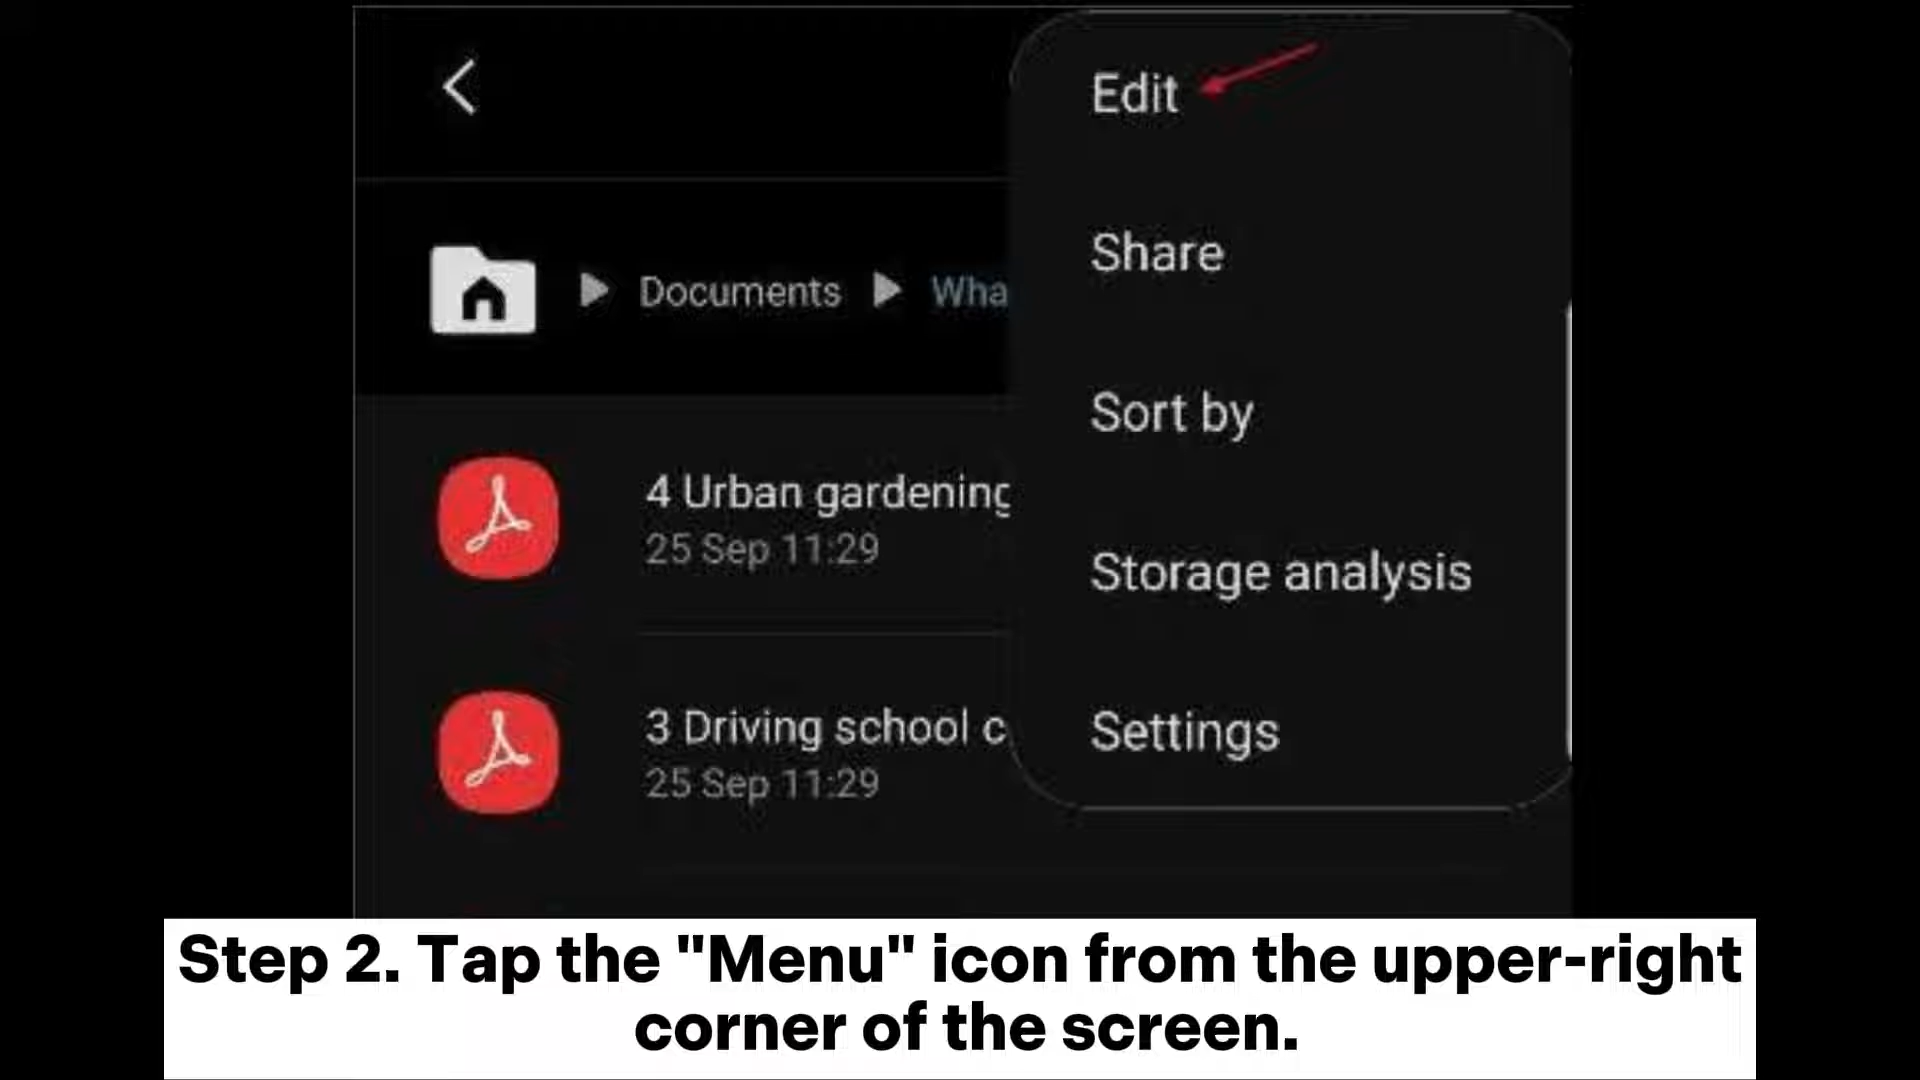 Edit
Share
Documents
Sort by
4 Urban gardening
25 Sep 11:29
Storage analysis
3 Driving school
25 Sep 11:29
Settings
Step 2. Tap the "Menu" icon from the upper-right
corner of the screen.